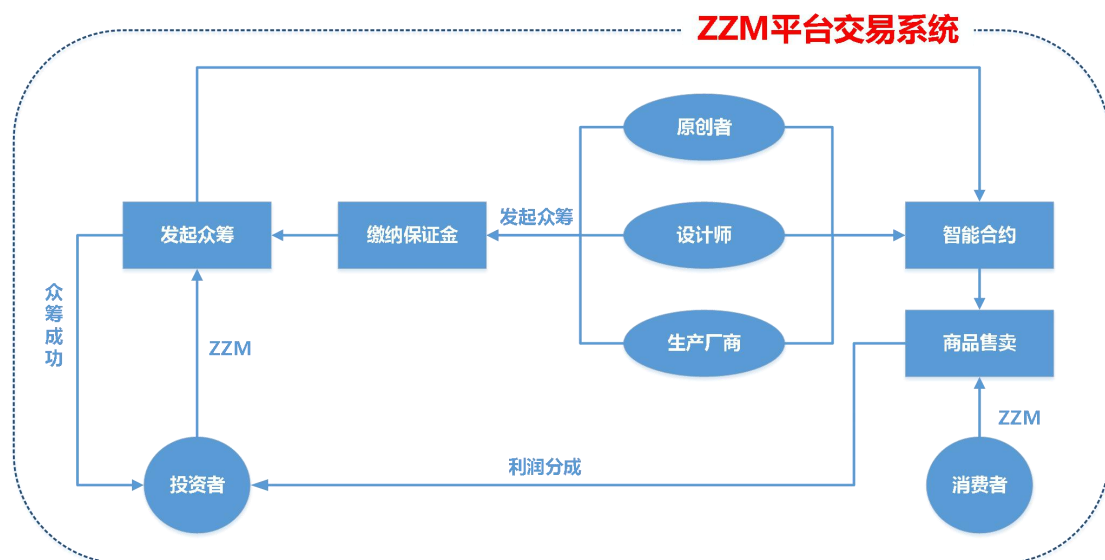 ZZM平台交易系统
原创者
发起众筹
缴纳保证金
发起众筹
设计师
智能合约
众筹成功
ZZM
生产厂商
商品售卖
ZZM
投资者
利润分成
消费者